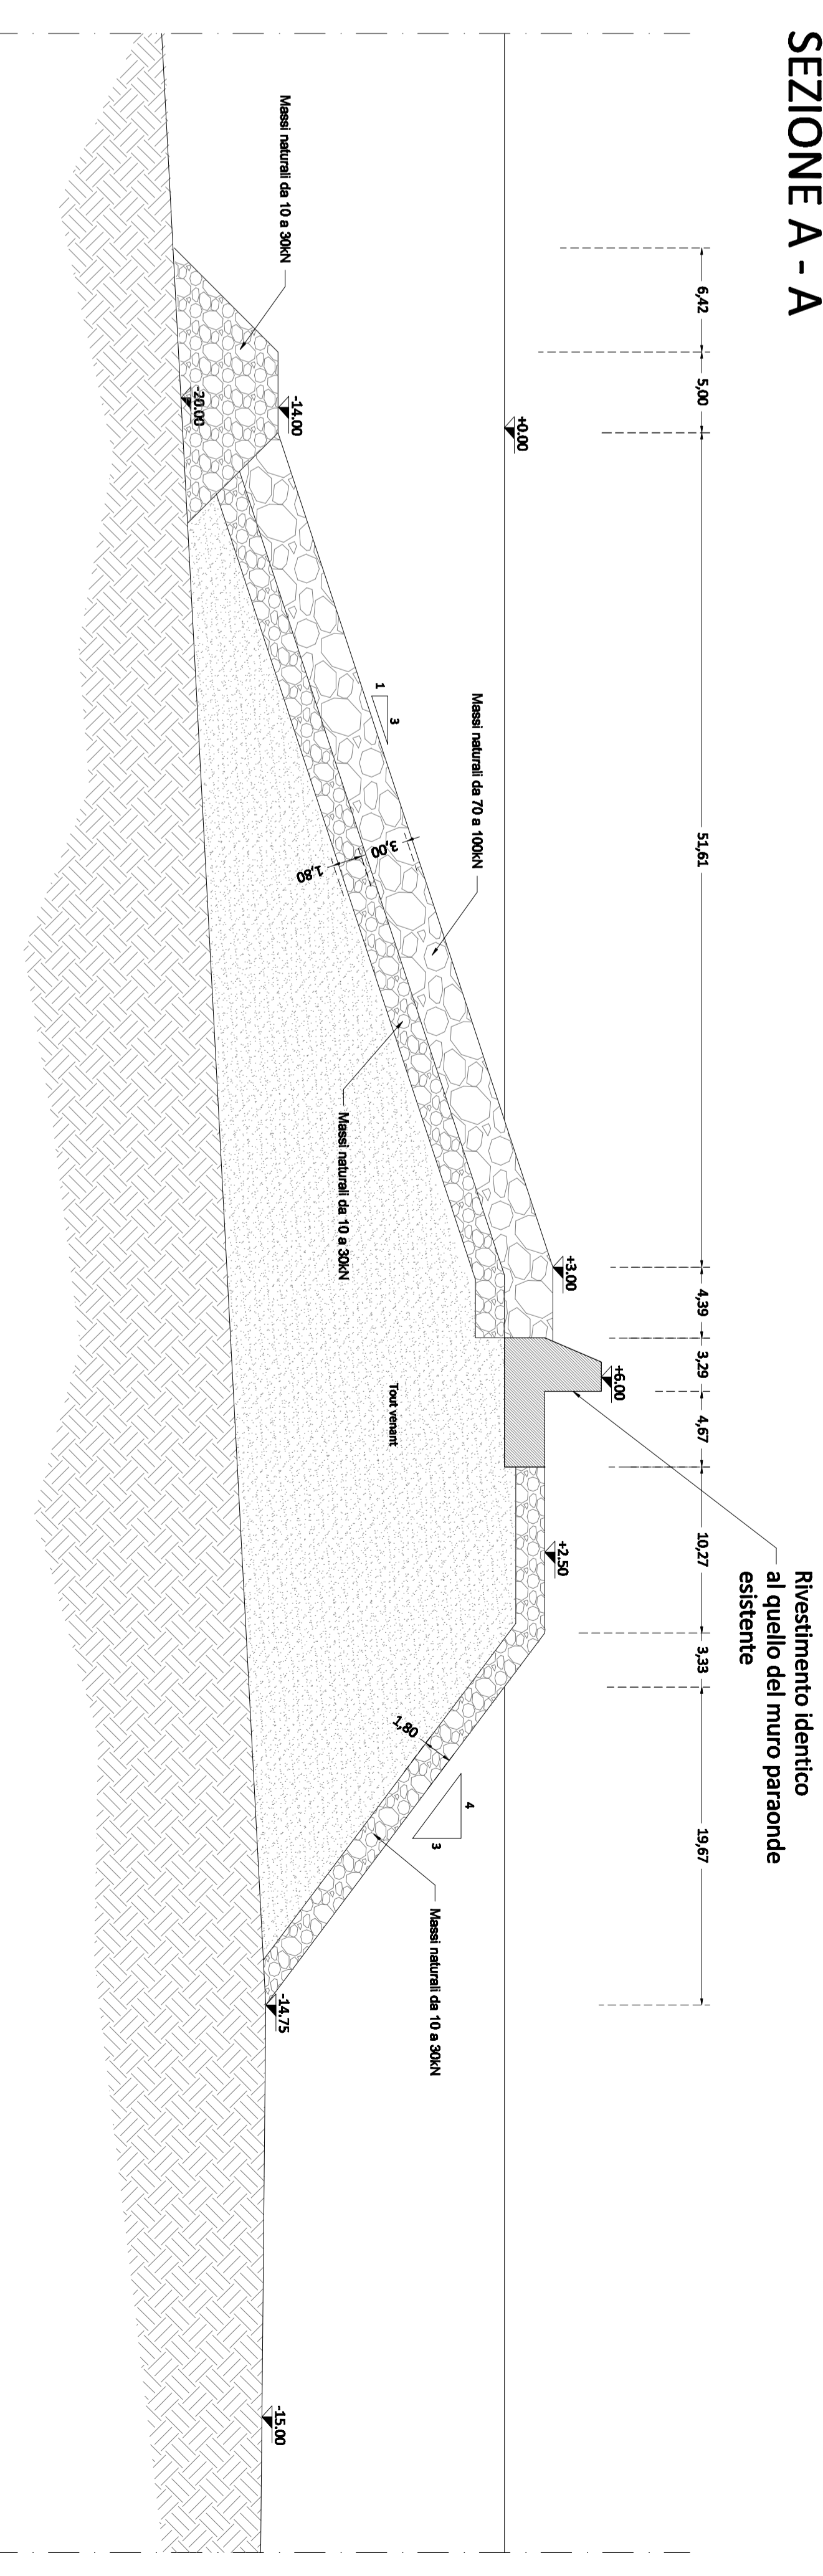 SEZIONE A - A
Rivestimento identico
al quello del muro paraonde
esistente
6,42
5,00
51,61
4,39
3,29
4,67
10,27
3,33
19,67
+6.00
+3.00
+2.50
+0.00
Massi naturali da 70 a 100kN
1
3
3,00
1,80
4
3
1,80
Massi naturali da 10 a 30kN
-14.00
-20.00
Massi naturali da 10 a 30kN
Tout venant
Massi naturali da 10 a 30kN
-14.75
-15.00